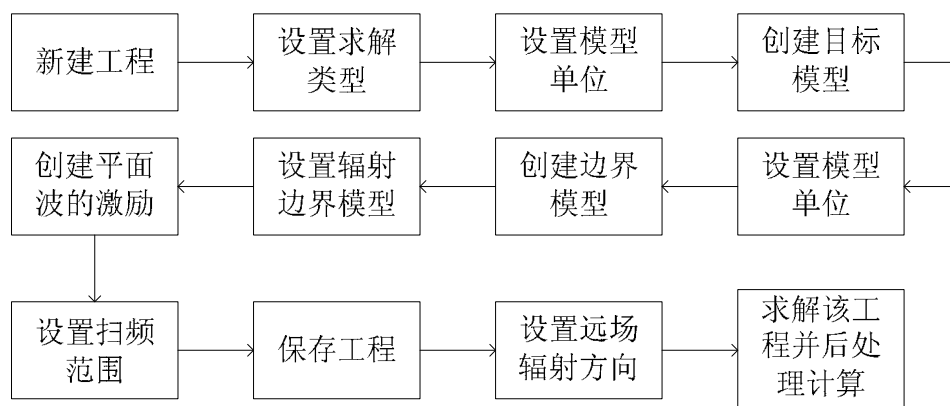 新建工程
设置求解
类型
设置模型
单位
创建目标
模型
设置模型
单位
创建边界
模型
设置辐射
边界模型
创建平面
波的激励
设置扫频
范围
保存工程
设置远场
辐射方向
求解该工
程并后处
理计算